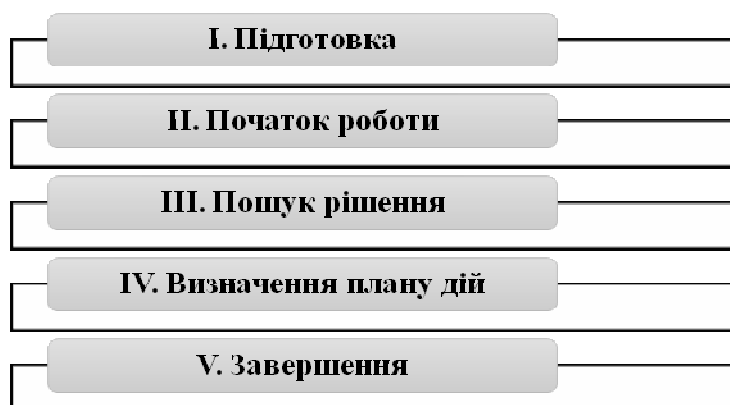 I. Підготовка
II. Початок роботи
III. Пошук рішення
IV. Визначення плану дій
V. Завершення